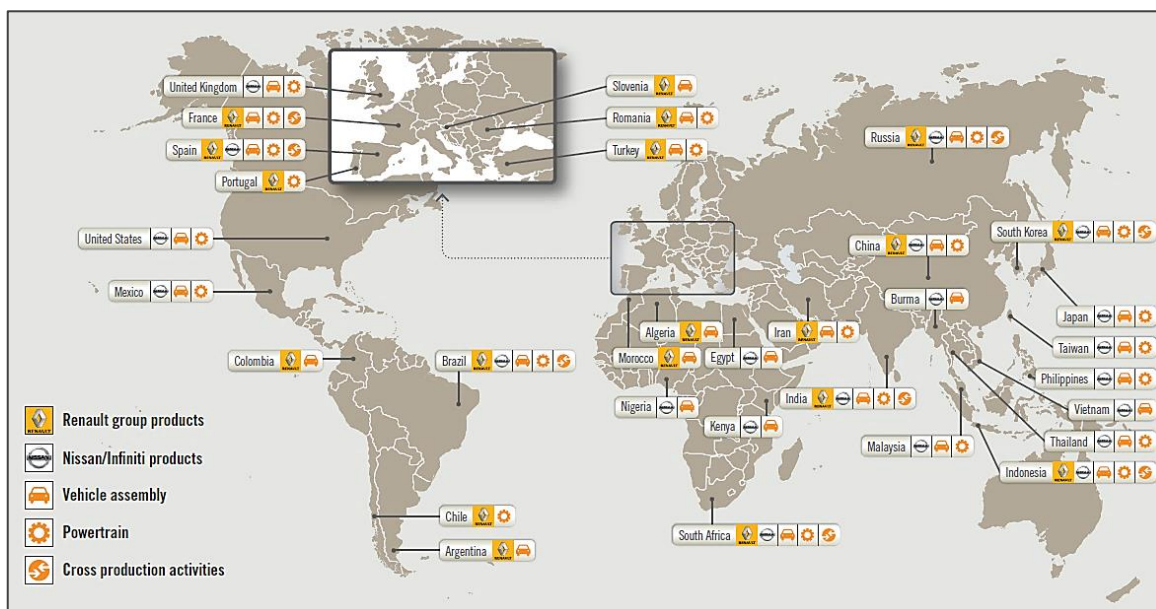 United Kingdom
France
Spain
Portugal
Slovenia
Romania
Turkey
Russia
United States
Mexico
China
South Korea
Burma
Japan
Algeria
Iran
Taiwan
Colombia
Brazil
Morocco
Egypt
Philippines
Nigeria
India
Vietnam
Kenya
Malaysia
Thailand
Indonesia
Chile
South Africa
Argentina
RENAULT
Renault group products
NISSAN
Nissan/Infiniti products
Vehicle assembly
Powertrain
Cross production activities